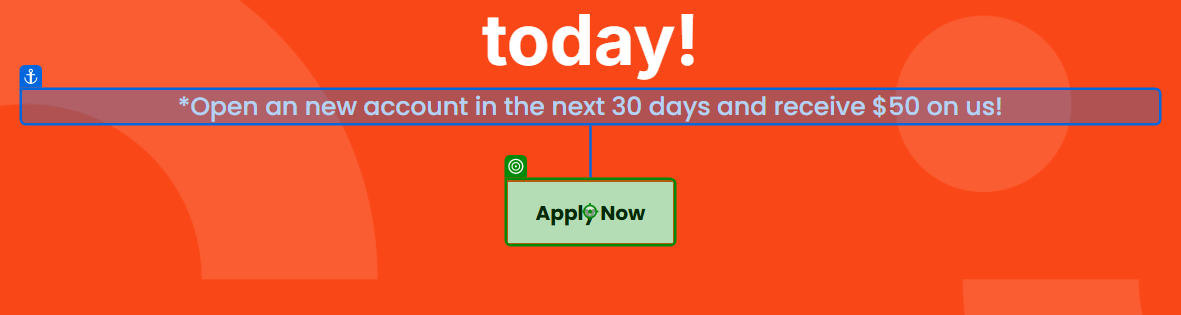 today!
*Open an new account in the next 30 days and receive $50 on us!
Apply Now